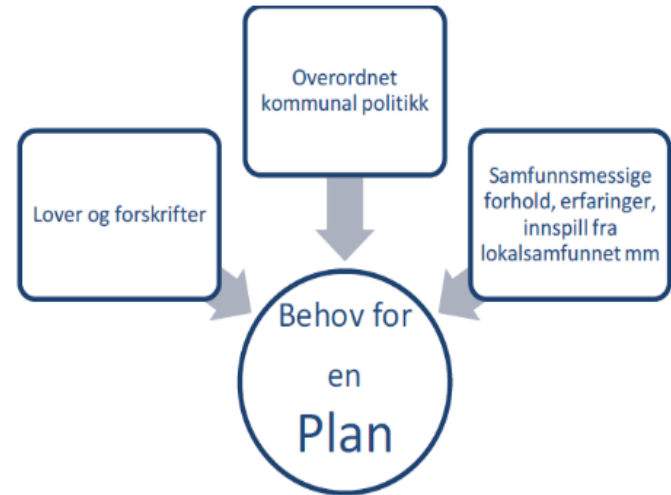 Overordnet
kommunal politikk
Lover og forskrifter
Samfunnsmessige
forhold, erfaringer,
innspill fra
lokalsamfunnet mm
Behov for
en
Plan